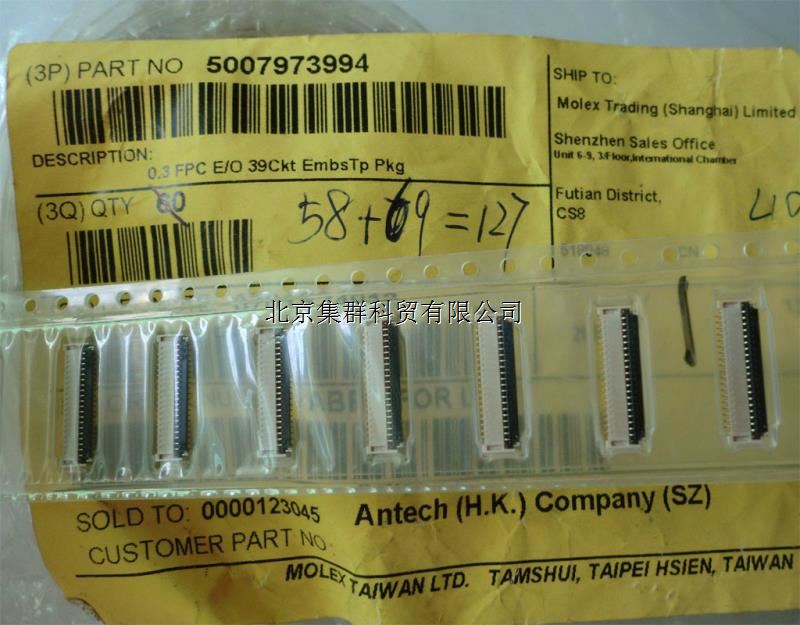 (3P) PART NO 5007973994
SHIP TO:
Molex Trading (Shanghai) Limited
DESCRIPTION:
0.3 FPC E/O 39Ckt EmbsTp Pkg
Shenzhen Sales Office
Unit 6-9, 3/Floor,International Chamber
(3Q) QTY 60
58+69=127
Futian District,
CS8
518048
北京集群科贸有限公司
SOLD TO: 0000123045
Antech (H.K.) Company (SZ)
CUSTOMER PART NO
MOLEX TAIWAN LTD. TAMSHUI, TAIPEI HSIEN, TAIWAN